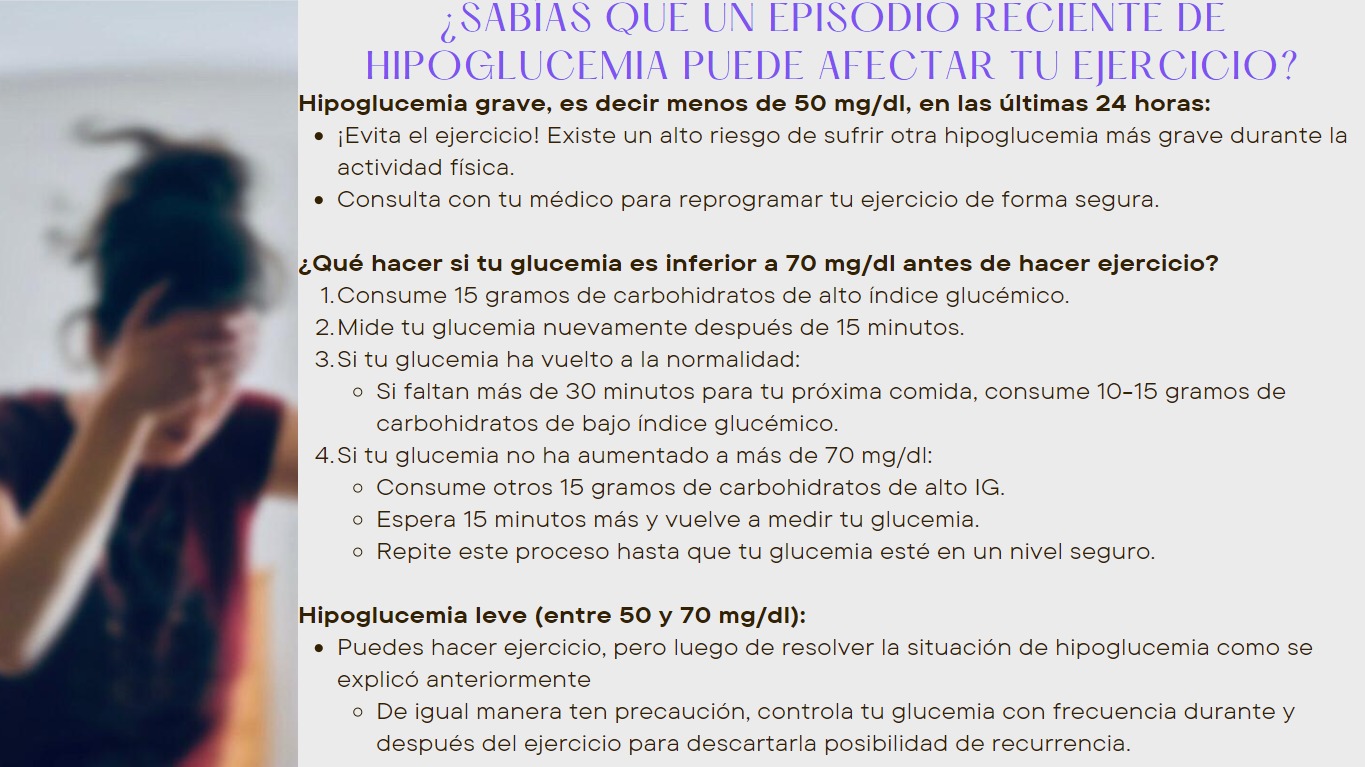 ¿SABÍAS QUE UN EPISODIO RECIENTE DE
HIPOGLUCEMIA PUEDE AFECTAR TU EJERCICIO?
Hipoglucemia grave, es decir menos de 50 mg/dl, en las últimas 24 horas:
• ¡Evita el ejercicio! Existe un alto riesgo de sufrir otra hipoglucemia más grave durante la
actividad física.
• Consulta con tu médico para reprogramar tu ejercicio de forma segura.
¿Qué hacer si tu glucemia es inferior a 70 mg/dl antes de hacer ejercicio?
1. Consume 15 gramos de carbohidratos de alto índice glucémico.
2. Mide tu glucemia nuevamente después de 15 minutos.
3. Si tu glucemia ha vuelto a la normalidad:
○ Si faltan más de 30 minutos para tu próxima comida, consume 10–15 gramos de
carbohidratos de bajo índice glucémico.
4. Si tu glucemia no ha aumentado a más de 70 mg/dl:
○ Consume otros 15 gramos de carbohidratos de alto IG.
○ Espera 15 minutos más y vuelve a medir tu glucemia.
○ Repite este proceso hasta que tu glucemia esté en un nivel seguro.
Hipoglucemia leve (entre 50 y 70 mg/dl):
• Puedes hacer ejercicio, pero luego de resolver la situación de hipoglucemia como se
explicó anteriormente
○ De igual manera ten precaución, controla tu glucemia con frecuencia durante y
después del ejercicio para descartarla posibilidad de recurrencia.